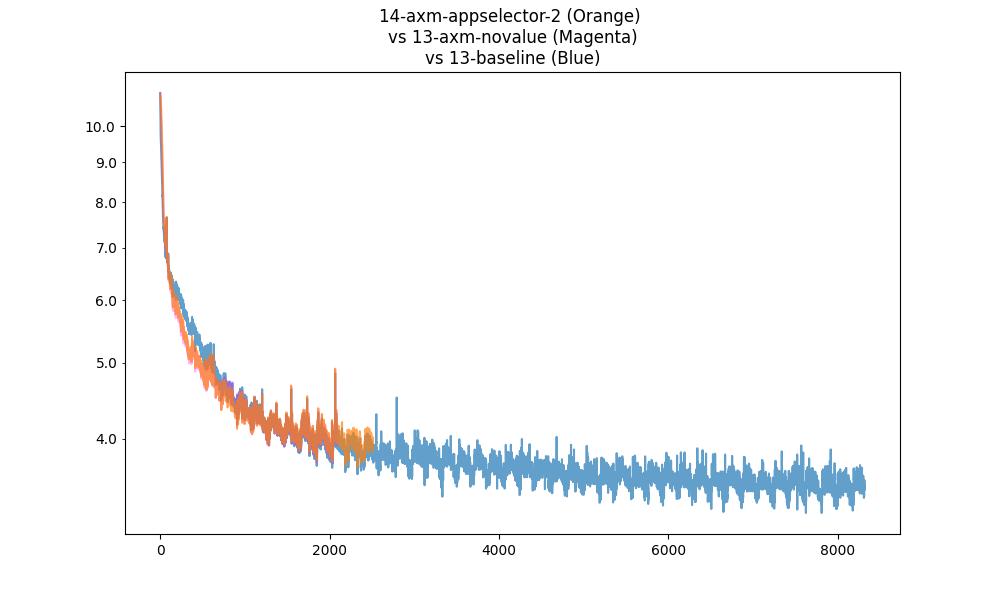 14-axm-appselector-2 (Orange)
vs 13-axm-novalue (Magenta)
vs 13-baseline (Blue)
10.0
9.0
8.0
7.0
6.0
5.0
4.0
0 2000 4000 6000 8000